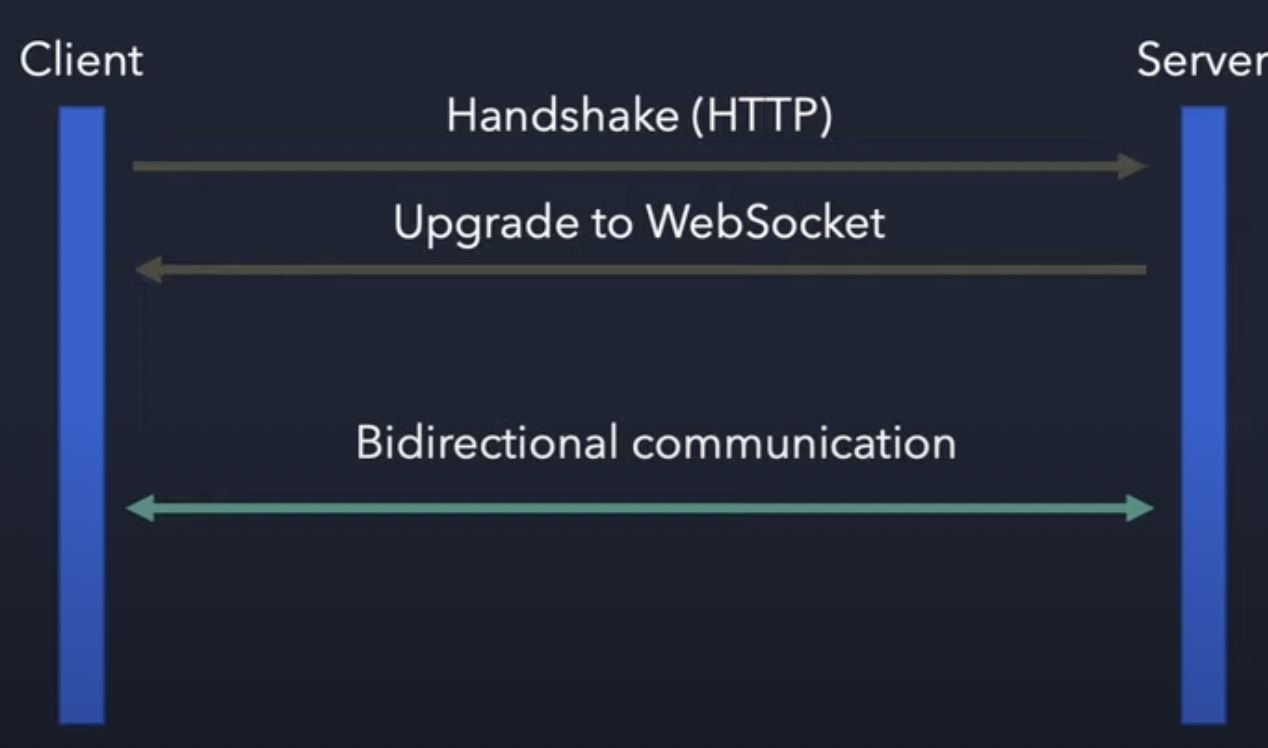 Client
Server
Handshake (HTTP)
Upgrade to WebSocket
Bidirectional communication